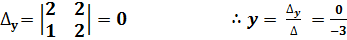 Δy= |2 2; 1 2| = 0 ∴ y = Δy/Δ = 0/−3